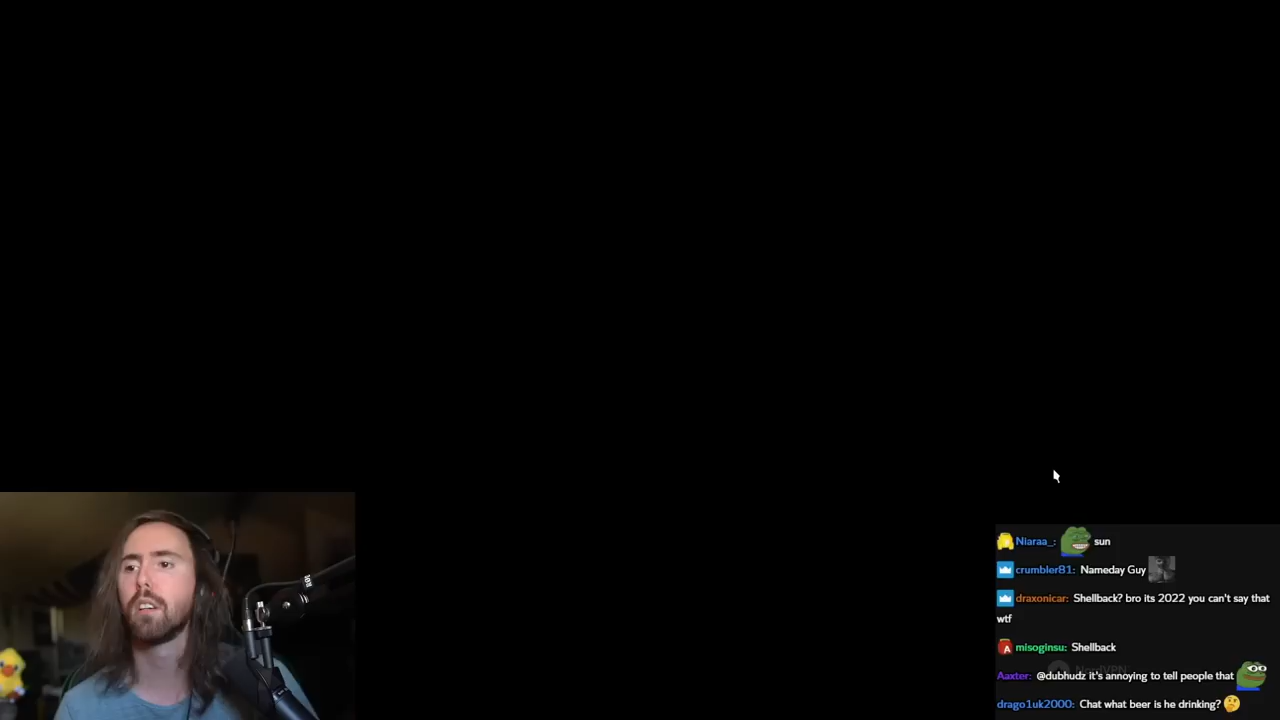 Niaraa_: sun
crumbler81: Nameday Guy
draxonicar: Shellback? bro its 2022 you can't say that
wtf
misoginsu: Shellback
NordVPN
Aaxter: @dubhudz it's annoying to tell people that
drago1uk2000: Chat what beer is he drinking?